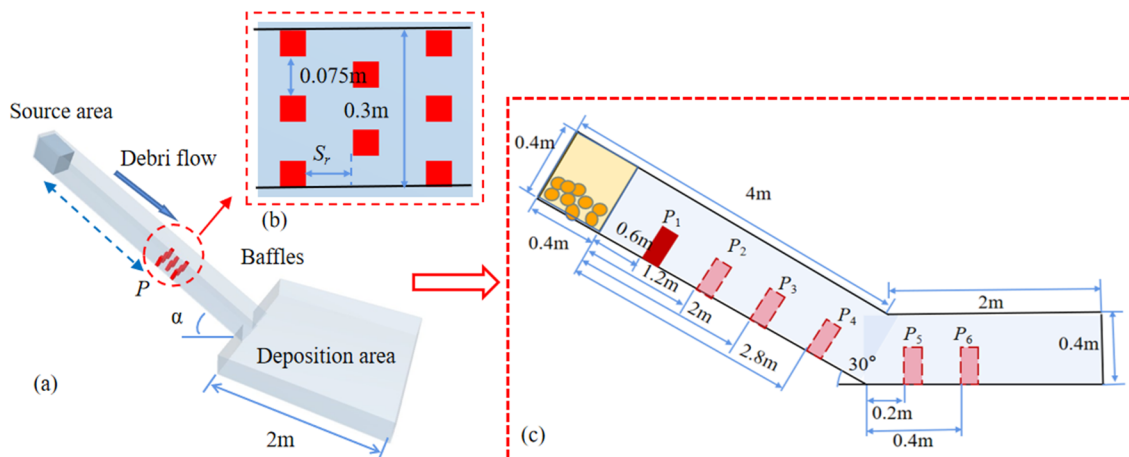 Source area
Debri flow
P
α
Baffles
Deposition area
2m
(a)
0.075m
0.3m
Sr
(b)
0.4m
4m
0.4m
0.6m
P1
1.2m
P2
2m
P3
2.8m
P4
30°
2m
P5
P6
0.4m
0.2m
0.4m
(c)